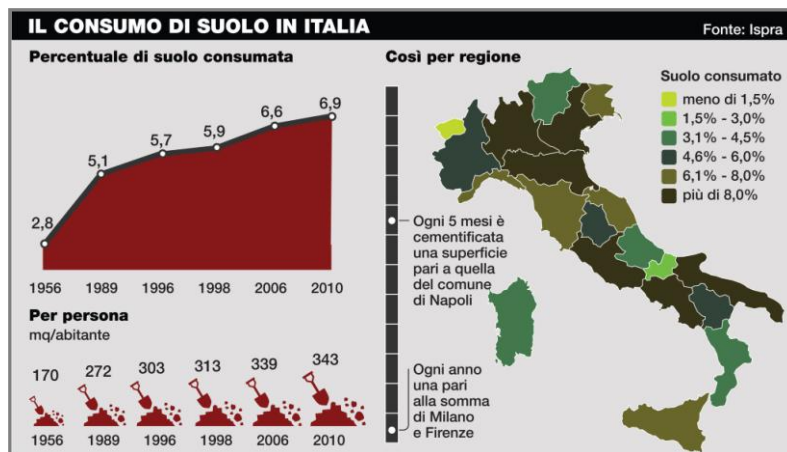 IL CONSUMO DI SUOLO IN ITALIA
Fonte: Ispra
Percentuale di suolo consumata
2,8
5,1
5,7
5,9
6,6
6,9
1956 1989 1996 1998 2006 2010
Per persona
mq/abitante
170 272 303 313 339 343
1956 1989 1996 1998 2006 2010
Così per regione
Ogni 5 mesi è
cementificata
una superficie
pari a quella
del comune
di Napoli
Ogni anno
una pari
alla somma
di Milano
e Firenze
Suolo consumato
meno di 1,5%
1,5% - 3,0%
3,1% - 4,5%
4,6% - 6,0%
6,1% - 8,0%
più di 8,0%